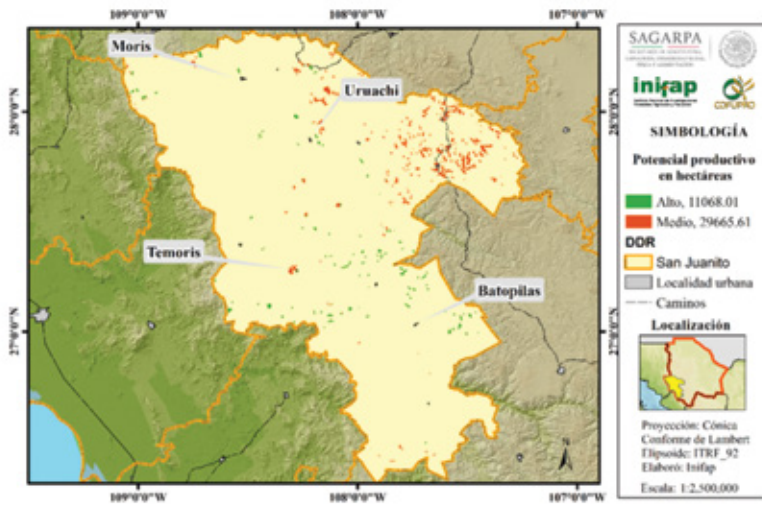 109°0'0"W 108°0'0"W 107°0'0"W
Moris
Uruachi
28°0'0"N
28°0'0"N
Temoris
Batopilas
27°0'0"N
27°0'0"N
N
109°0'0"W 108°0'0"W 107°0'0"W
SAGARPA
inifap
COFUPRO
SIMBOLOGÍA
Potencial productivo
en hectáreas
Alto, 11068.01
Medio, 29665.61
DDR
San Juanito
Localidad urbana
Caminos
Localización
Proyección: Cónica
Conforme de Lambert
Elipsoide: ITRF_92
Elaboró: Inifap
Escala: 1:2,500,000